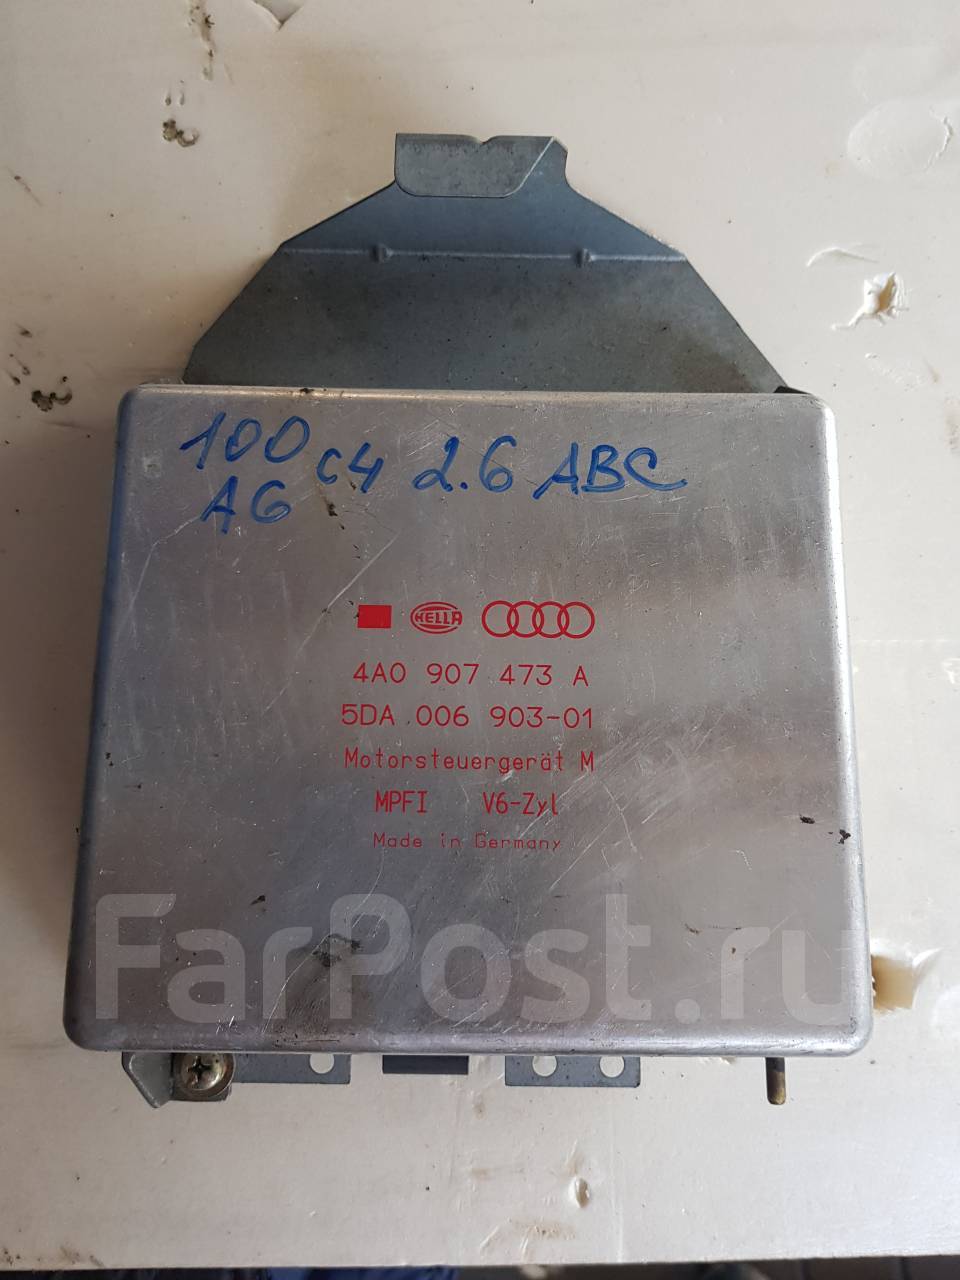 100 c4 2.6 ABC
A6
HELLA
4A0 907 473 A
5DA 006 903-01
Motorsteuergerät M
MPFI V6-Zyl
Made in Germany
FarPost.ru